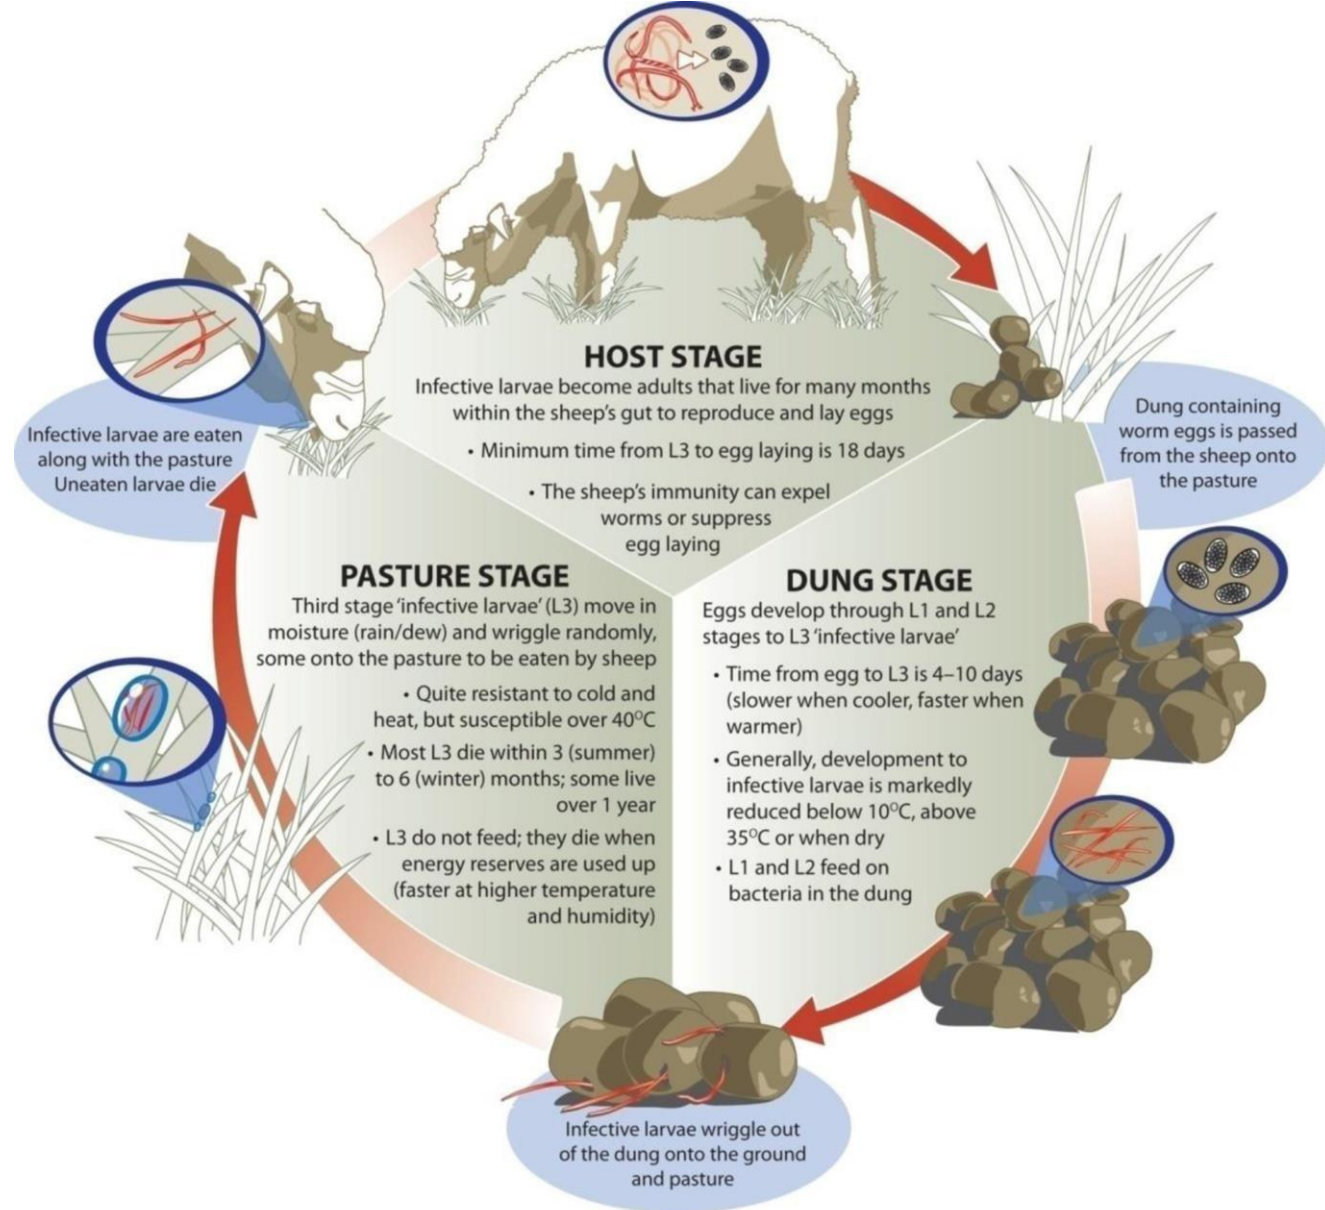 HOST STAGE
Infective larvae become adults that live for many months
within the sheep's gut to reproduce and lay eggs
• Minimum time from L3 to egg laying is 18 days
• The sheep's immunity can expel
worms or suppress
egg laying
Dung containing
worm eggs is passed
from the sheep onto
the pasture
DUNG STAGE
Eggs develop through L1 and L2
stages to L3 'infective larvae'
• Time from egg to L3 is 4–10 days
(slower when cooler, faster when
warmer)
• Generally, development to
infective larvae is markedly
reduced below 10⁰C, above
35⁰C or when dry
• L1 and L2 feed on
bacteria in the dung
Infective larvae wriggle out
of the dung onto the ground
and pasture
PASTURE STAGE
Third stage 'infective larvae' (L3) move in
moisture (rain/dew) and wriggle randomly,
some onto the pasture to be eaten by sheep
• Quite resistant to cold and
heat, but susceptible over 40⁰C
• Most L3 die within 3 (summer)
to 6 (winter) months; some live
over 1 year
• L3 do not feed; they die when
energy reserves are used up
(faster at higher temperature
and humidity)
Infective larvae are eaten
along with the pasture
Uneaten larvae die